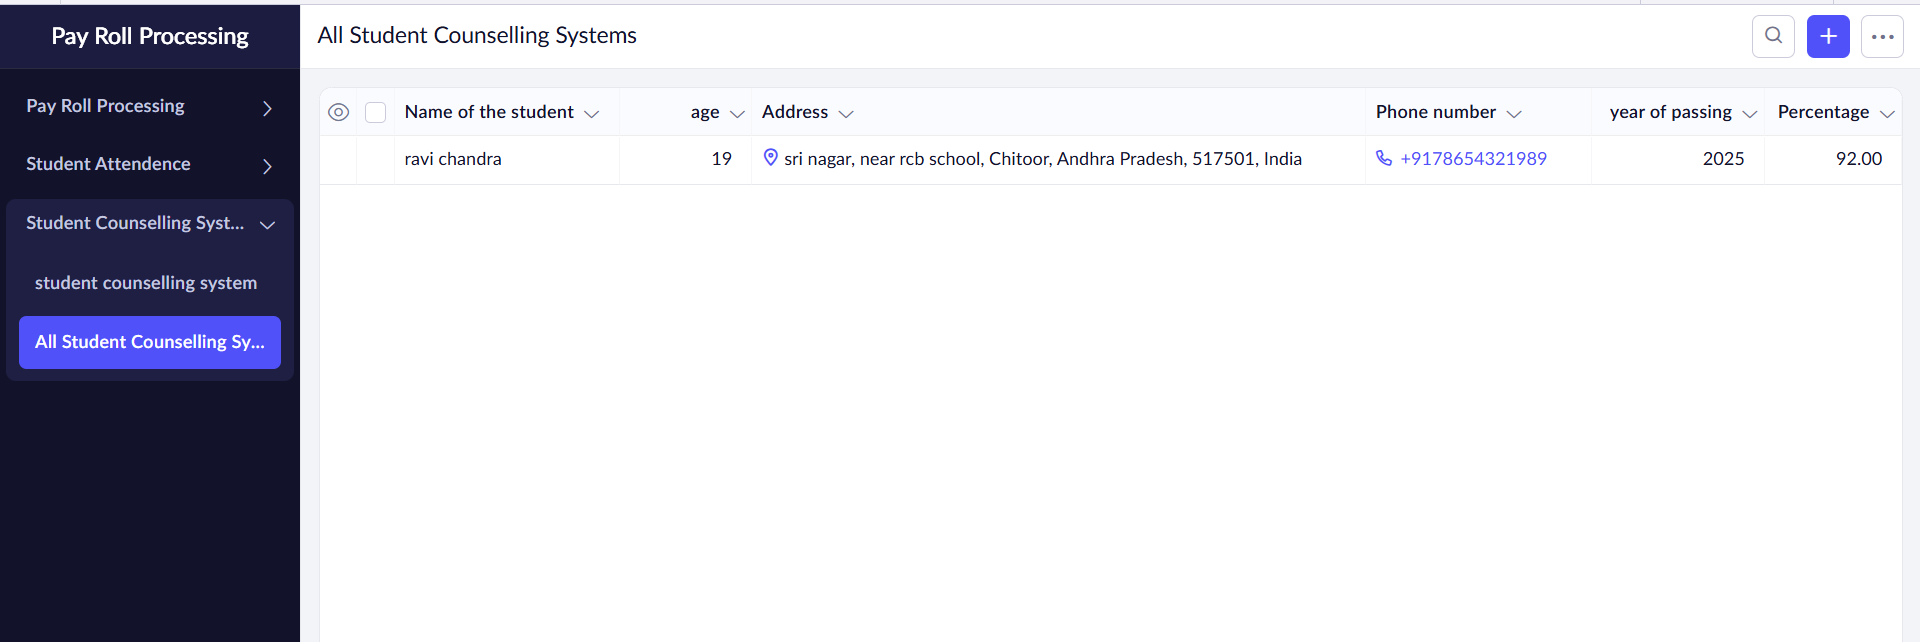 Pay Roll Processing
All Student Counselling Systems
Pay Roll Processing
Student Attendence
Student Counselling Syst...
student counselling system
All Student Counselling Sy...
Name of the student age Address Phone number year of passing Percentage
ravi chandra 19 sri nagar, near rcb school, Chitoor, Andhra Pradesh, 517501, India +9178654321989 2025 92.00